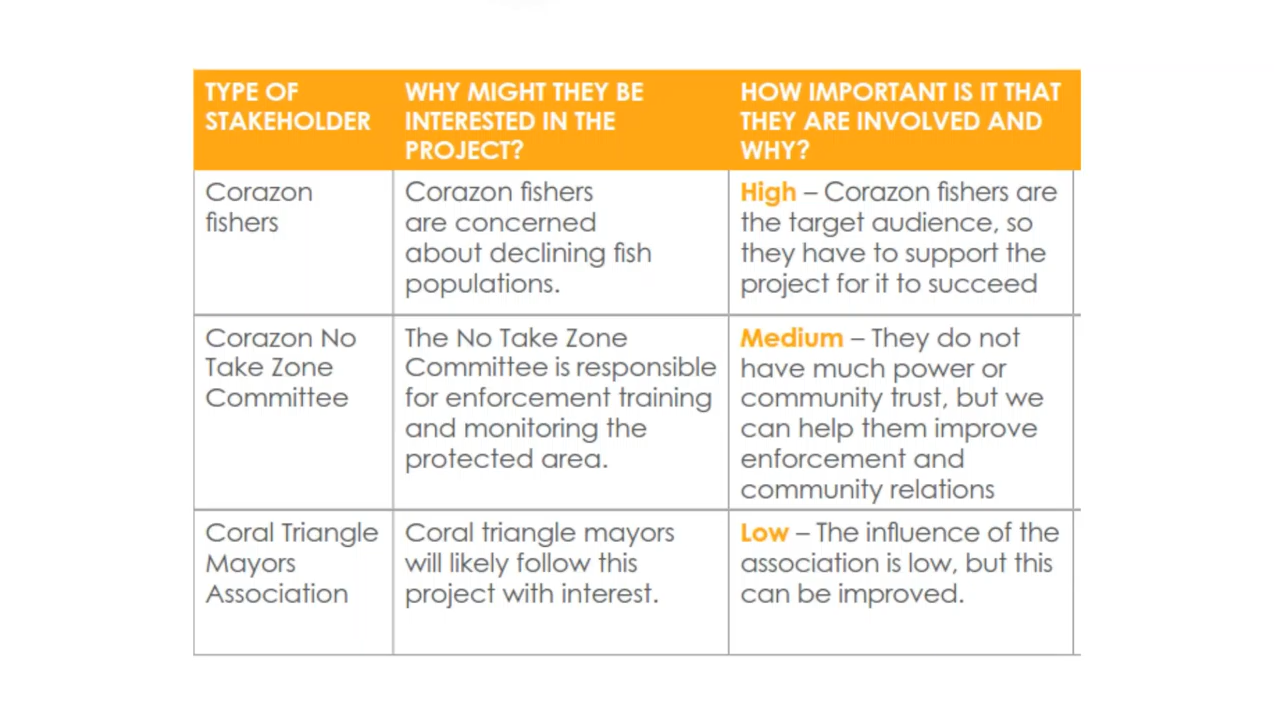 TYPE OF
STAKEHOLDER
WHY MIGHT THEY BE
INTERESTED IN THE
PROJECT?
HOW IMPORTANT IS IT THAT
THEY ARE INVOLVED AND
WHY?
Corazon
fishers
Corazon fishers
are concerned
about declining fish
populations.
High – Corazon fishers are
the target audience, so
they have to support the
project for it to succeed
Corazon No
Take Zone
Committee
The No Take Zone
Committee is responsible
for enforcement training
and monitoring the
protected area.
Medium – They do not
have much power or
community trust, but we
can help them improve
enforcement and
community relations
Coral Triangle
Mayors
Association
Coral triangle mayors
will likely follow this
project with interest.
Low – The influence of the
association is low, but this
can be improved.